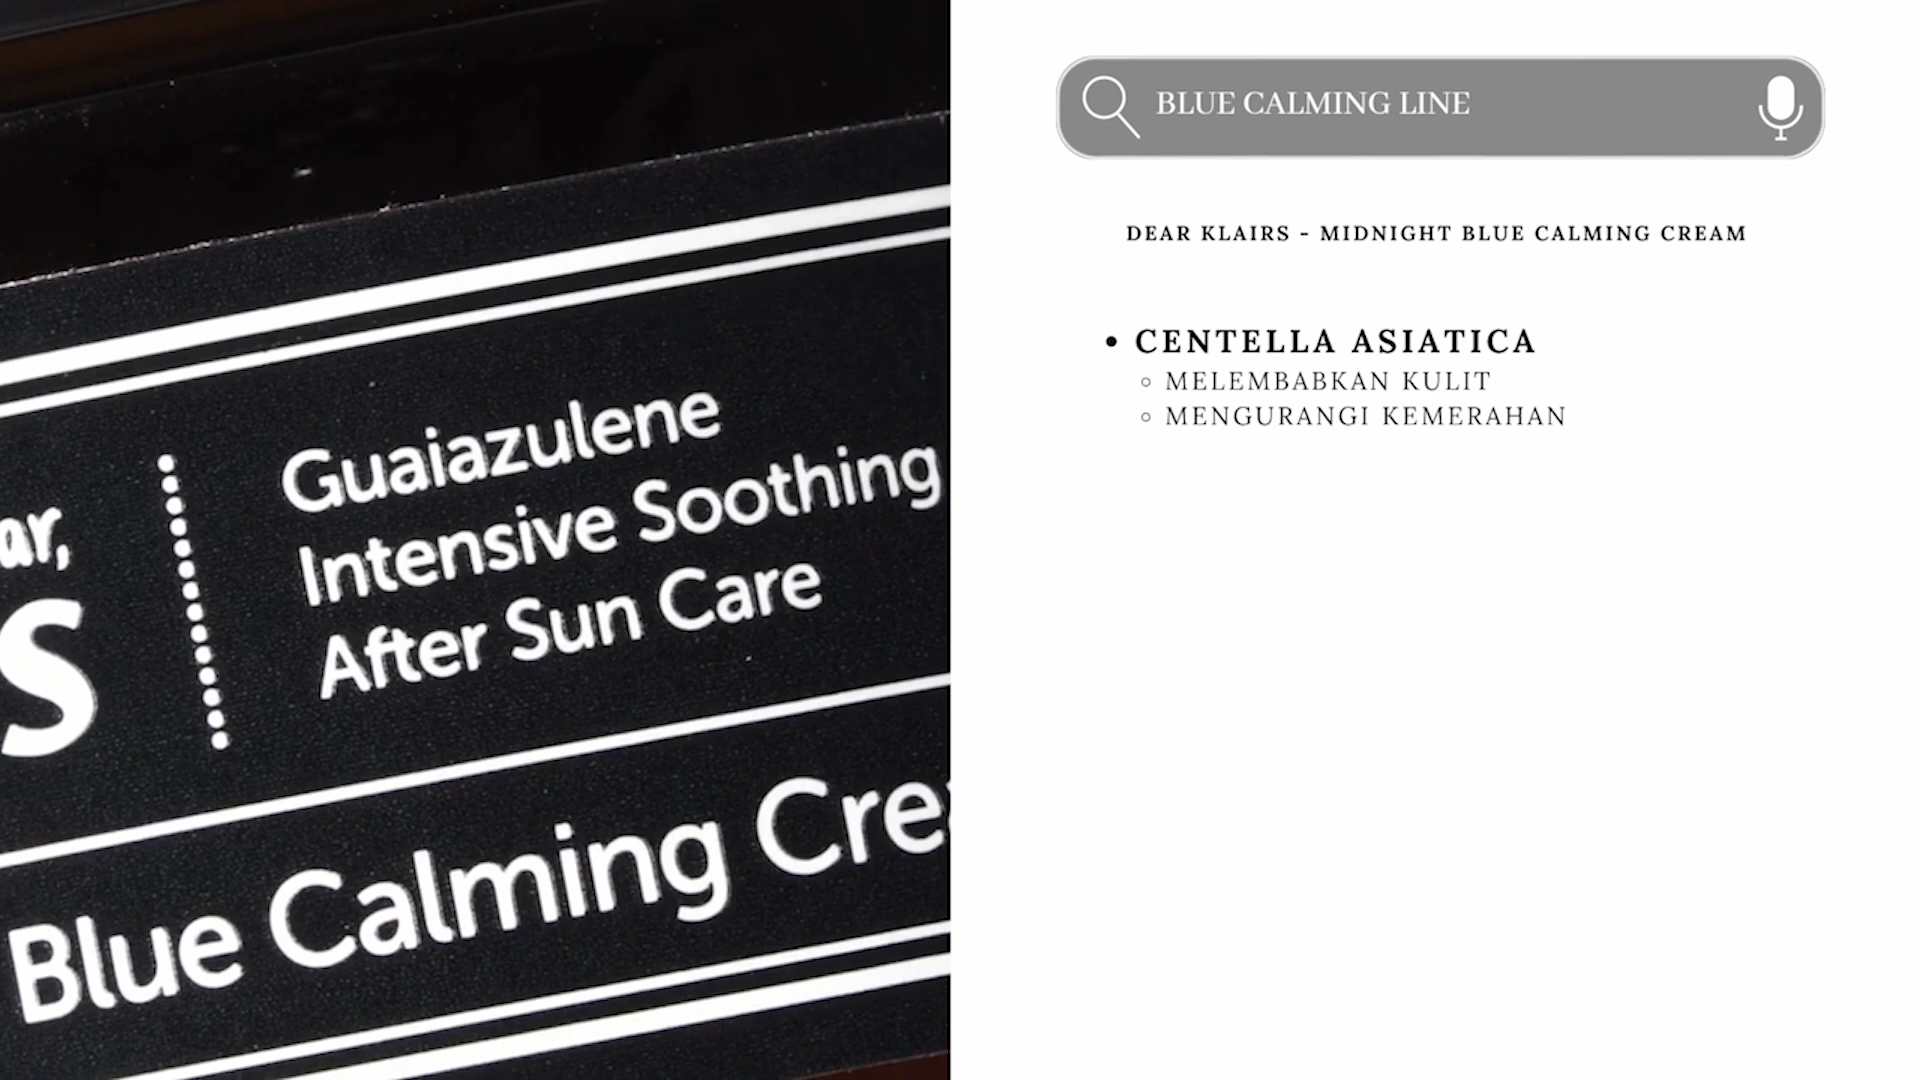 ar,
S
Guaiazulene
Intensive Soothing
After Sun Care
Blue Calming Cre
BLUE CALMING LINE
DEAR KLAIRS - MIDNIGHT BLUE CALMING CREAM
• CENTELLA ASIATICA
◦ MELEMBABKAN KULIT
◦ MENGURANGI KEMERAHAN